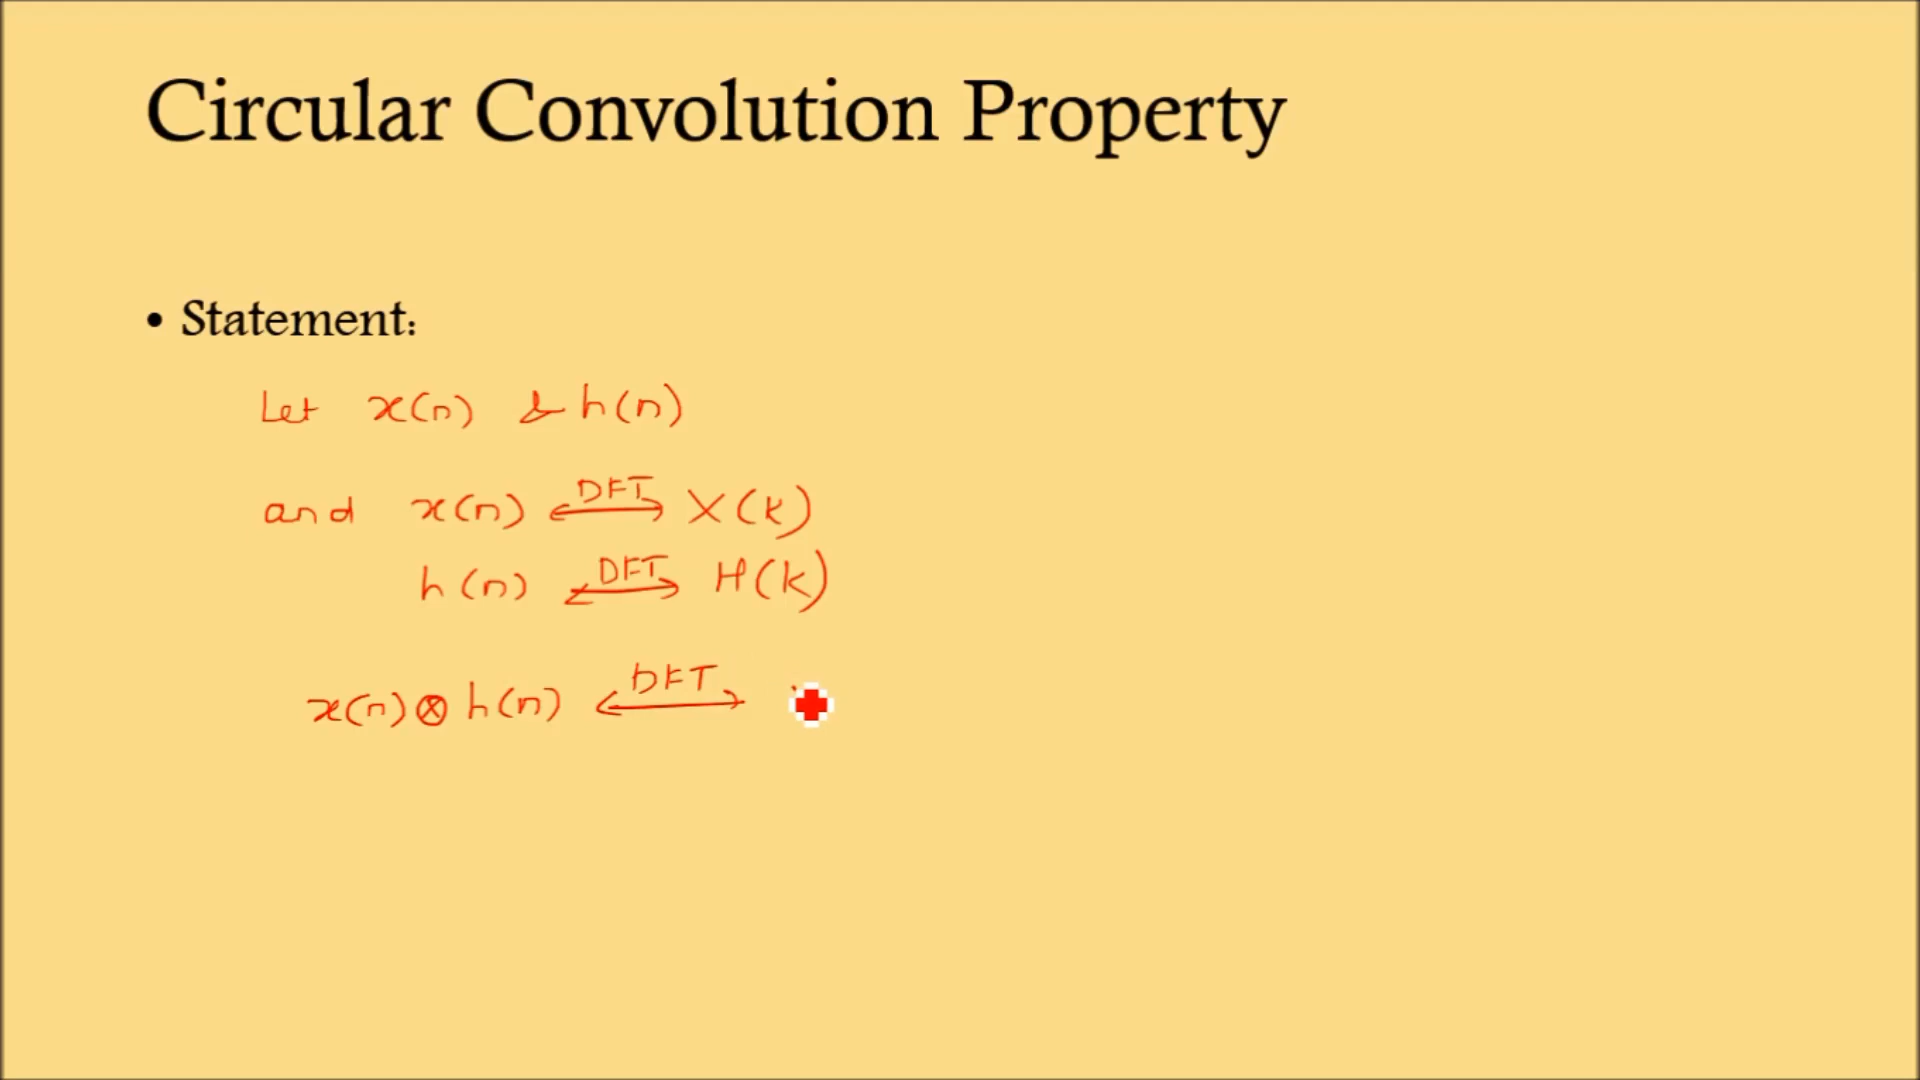 Circular Convolution Property
• Statement:
Let x(n) & h(n)
and x(n) <--DFT--> X(k)
h(n) <--DFT--> H(k)
x(n) ⊗ h(n) <--DFT-->